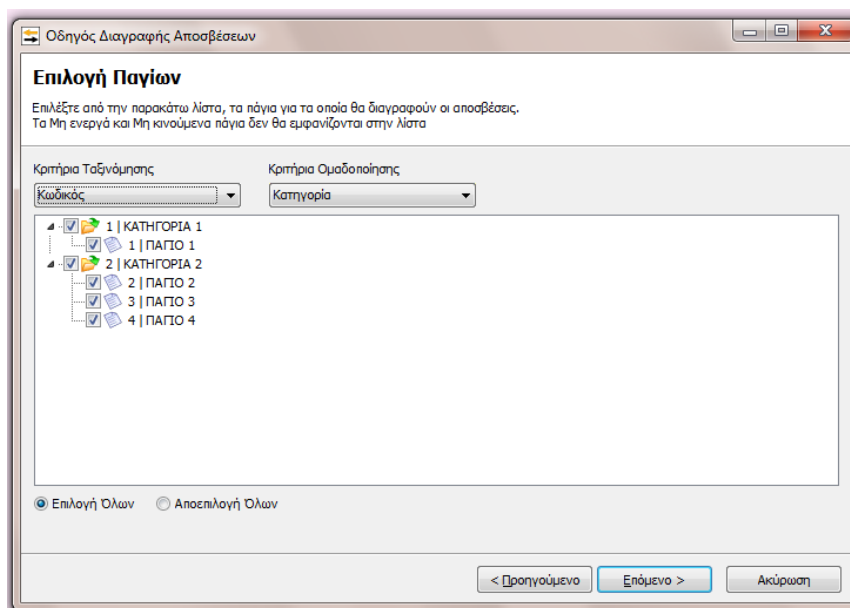 Οδηγός Διαγραφής Αποσβέσεων
Επιλογή Παγίων
Επιλέξτε από την παρακάτω λίστα, τα πάγια για τα οποία θα διαγραφούν οι αποσβέσεις.
Τα Μη ενεργά και Μη κινούμενα πάγια δεν θα εμφανίζονται στην λίστα
Κριτήρια Ταξινόμησης Κριτήρια Ομαδοποίησης
Κωδικός Κατηγορία
1 | ΚΑΤΗΓΟΡΙΑ 1
1 | ΠΑΓΙΟ 1
2 | ΚΑΤΗΓΟΡΙΑ 2
2 | ΠΑΓΙΟ 2
3 | ΠΑΓΙΟ 3
4 | ΠΑΓΙΟ 4
Επιλογή Όλων Αποεπιλογή Όλων
< Προηγούμενο Επόμενο > Ακύρωση